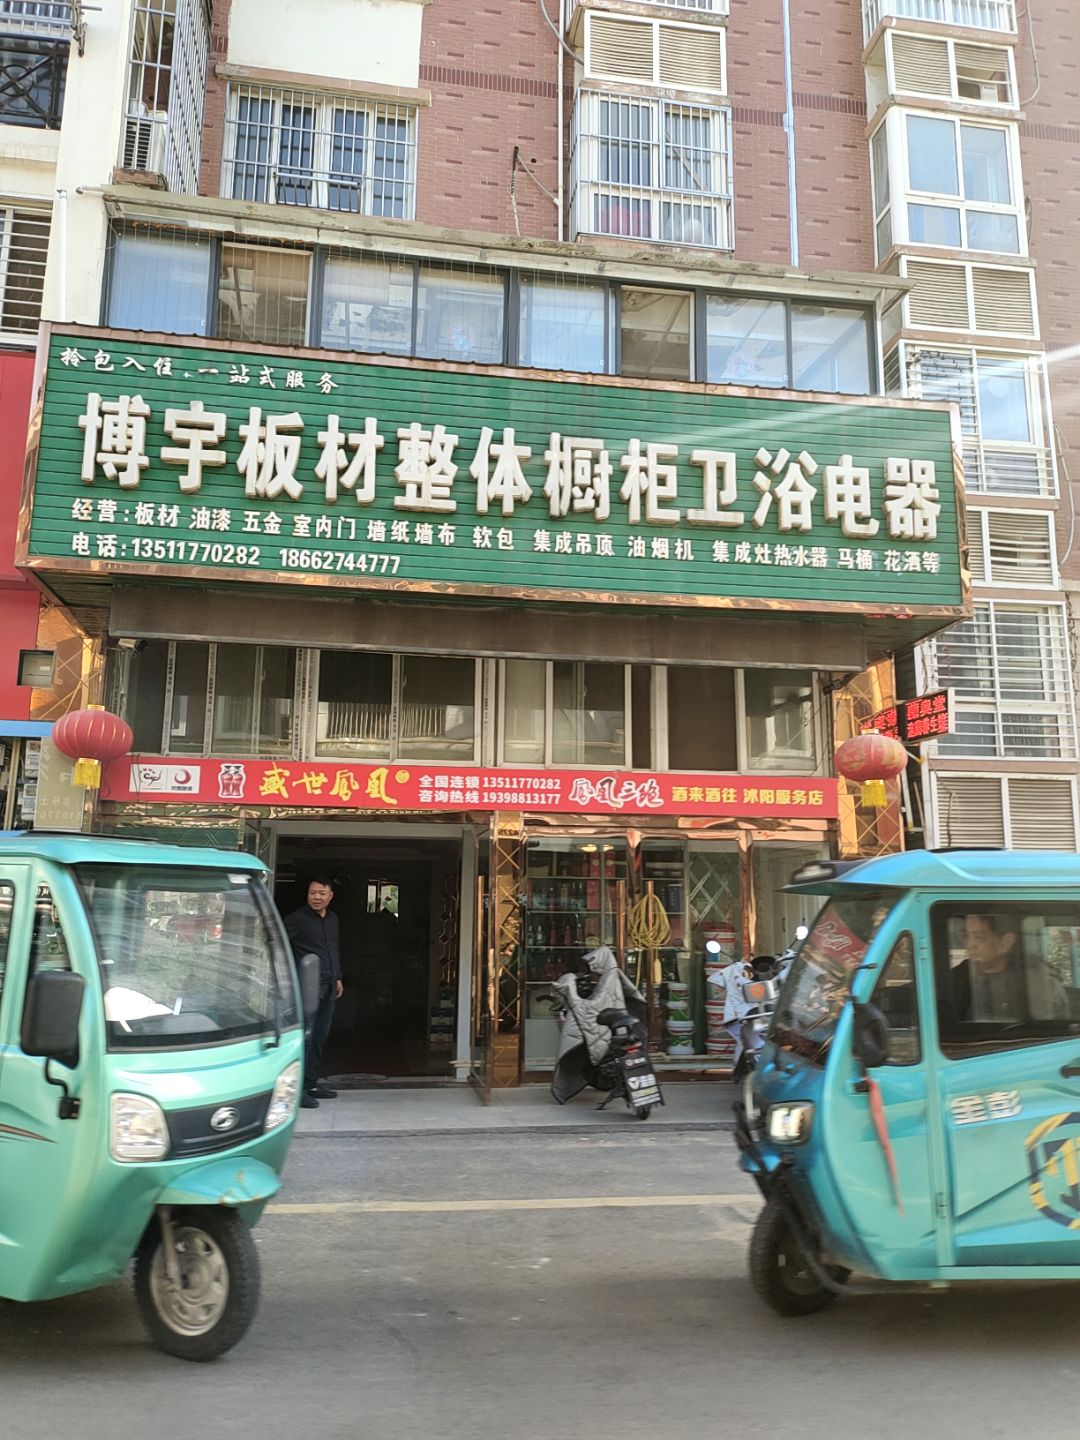 拎包入住·一站式服务
博宇板材整体橱柜卫浴电器
经营:板材 油漆 五金 室内门 墙纸墙布 软包 集成吊顶 油烟机 集成灶热水器 马桶 花洒等
电话:13511770282 18662744777
盛世凤凰
全国连锁 13511770282
咨询热线 19398813177
凤凰三绝
酒来酒往 沭阳服务店
金彭